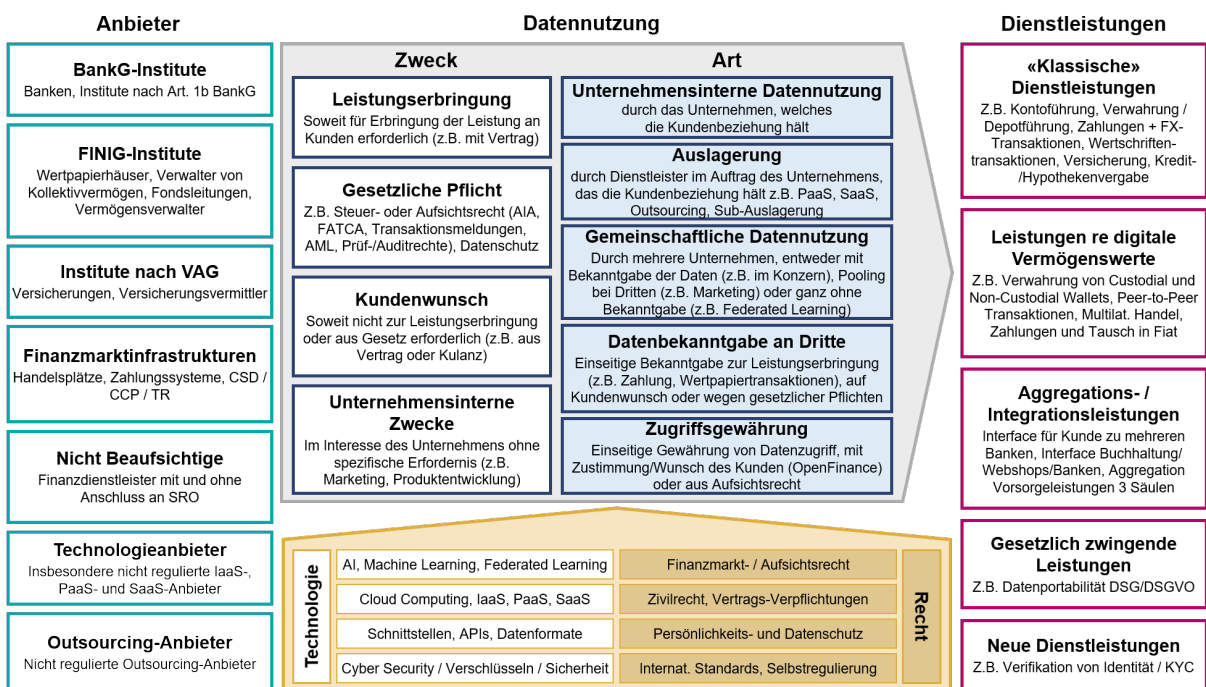 Anbieter
BankG-Institute
Banken, Institute nach Art. 1b BankG
FINIG-Institute
Wertpapierhäuser, Verwalter von
Kollektivvermögen, Fondsleitungen,
Vermögensverwalter
Institute nach VAG
Versicherungen, Versicherungsvermittler
Finanzmarktinfrastrukturen
Handelsplätze, Zahlungssysteme, CSD /
CCP / TR
Nicht Beaufsichtige
Finanzdienstleister mit und ohne
Anschluss an SRO
Technologieanbieter
Insbesondere nicht regulierte IaaS-,
PaaS- und SaaS-Anbieter
Outsourcing-Anbieter
Nicht regulierte Outsourcing-Anbieter
Datennutzung
Zweck
Leistungserbringung
Soweit für Erbringung der Leistung an
Kunden erforderlich (z.B. mit Vertrag)
Gesetzliche Pflicht
Z.B. Steuer- oder Aufsichtsrecht (AIA,
FATCA, Transaktionsmeldungen,
AML, Prüf-/Auditrechte), Datenschutz
Kundenwunsch
Soweit nicht zur Leistungserbringung
oder aus Gesetz erforderlich (z.B. aus
Vertrag oder Kulanz)
Unternehmensinterne
Zwecke
Im Interesse des Unternehmens ohne
spezifische Erfordernis (z.B.
Marketing, Produktentwicklung)
Art
Unternehmensinterne Datennutzung
durch das Unternehmen, welches
die Kundenbeziehung hält
Auslagerung
durch Dienstleister im Auftrag des Unternehmens,
das die Kundenbeziehung hält z.B. PaaS, SaaS,
Outsourcing, Sub-Auslagerung
Gemeinschaftliche Datennutzung
Durch mehrere Unternehmen, entweder mit
Bekanntgabe der Daten (z.B. im Konzern), Pooling
bei Dritten (z.B. Marketing) oder ganz ohne
Bekanntgabe (z.B. Federated Learning)
Datenbekanntgabe an Dritte
Einseitige Bekanntgabe zur Leistungserbringung
(z.B. Zahlung, Wertpapiertransaktionen), auf
Kundenwunsch oder wegen gesetzlicher Pflichten
Zugriffsgewährung
Einseitige Gewährung von Datenzugriff, mit
Zustimmung/Wunsch des Kunden (OpenFinance)
oder aus Aufsichtsrecht
Technologie
AI, Machine Learning, Federated Learning
Cloud Computing, IaaS, PaaS, SaaS
Schnittstellen, APIs, Datenformate
Cyber Security / Verschlüsseln / Sicherheit
Finanzmarkt- / Aufsichtsrecht
Zivilrecht, Vertrags-Verpflichtungen
Persönlichkeits- und Datenschutz
Internat. Standards, Selbstregulierung
Recht
Dienstleistungen
«Klassische»
Dienstleistungen
Z.B. Kontoführung, Verwahrung /
Depotführung, Zahlungen + FX-
Transaktionen, Wertschriften-
transaktionen, Versicherung, Kredit-
/Hypothekenvergabe
Leistungen re digitale
Vermögenswerte
Z.B. Verwahrung von Custodial und
Non-Custodial Wallets, Peer-to-Peer
Transaktionen, Multilat. Handel,
Zahlungen und Tausch in Fiat
Aggregations- /
Integrationsleistungen
Interface für Kunde zu mehreren
Banken, Interface Buchhaltung/
Webshops/Banken, Aggregation
Vorsorgeleistungen 3 Säulen
Gesetzlich zwingende
Leistungen
Z.B. Datenportabilität DSG/DSGVO
Neue Dienstleistungen
Z.B. Verifikation von Identität / KYC